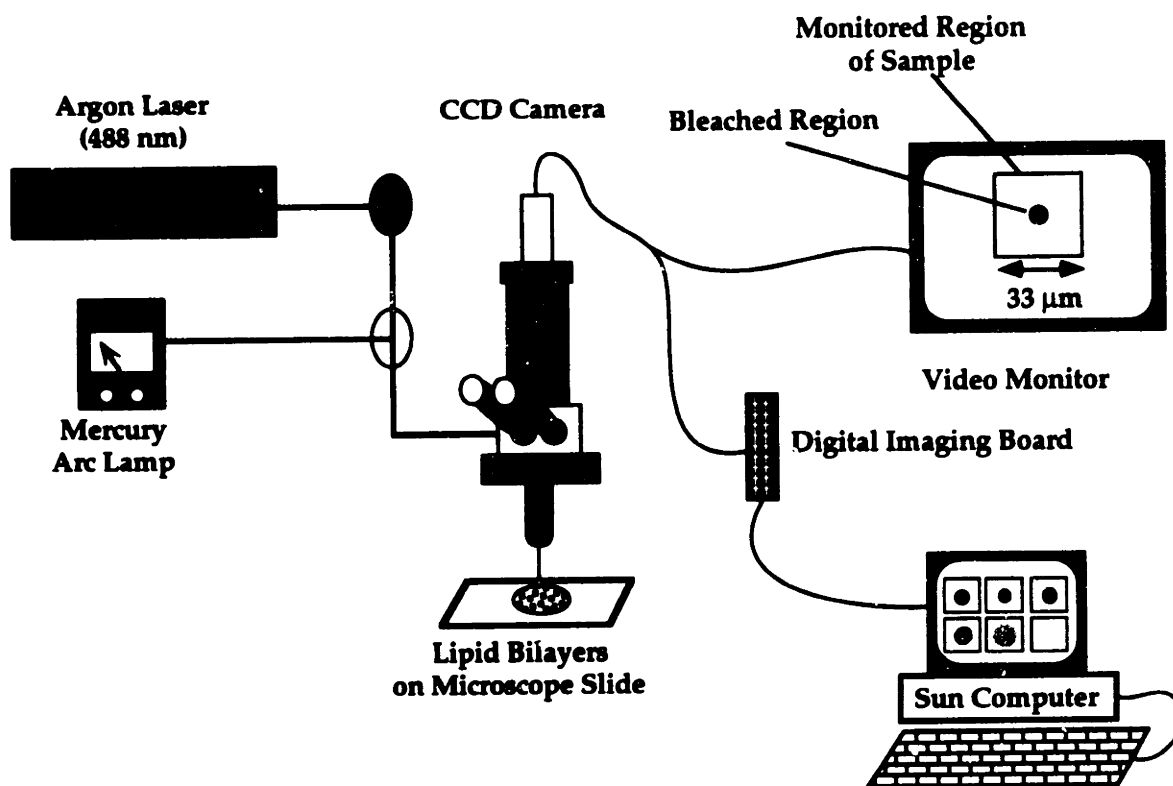 Monitored Region
of Sample
Argon Laser
(488 nm)
CCD Camera
Bleached Region
33 μm
Video Monitor
Mercury
Arc Lamp
Digital Imaging Board
Lipid Bilayers
on Microscope Slide
Sun Computer